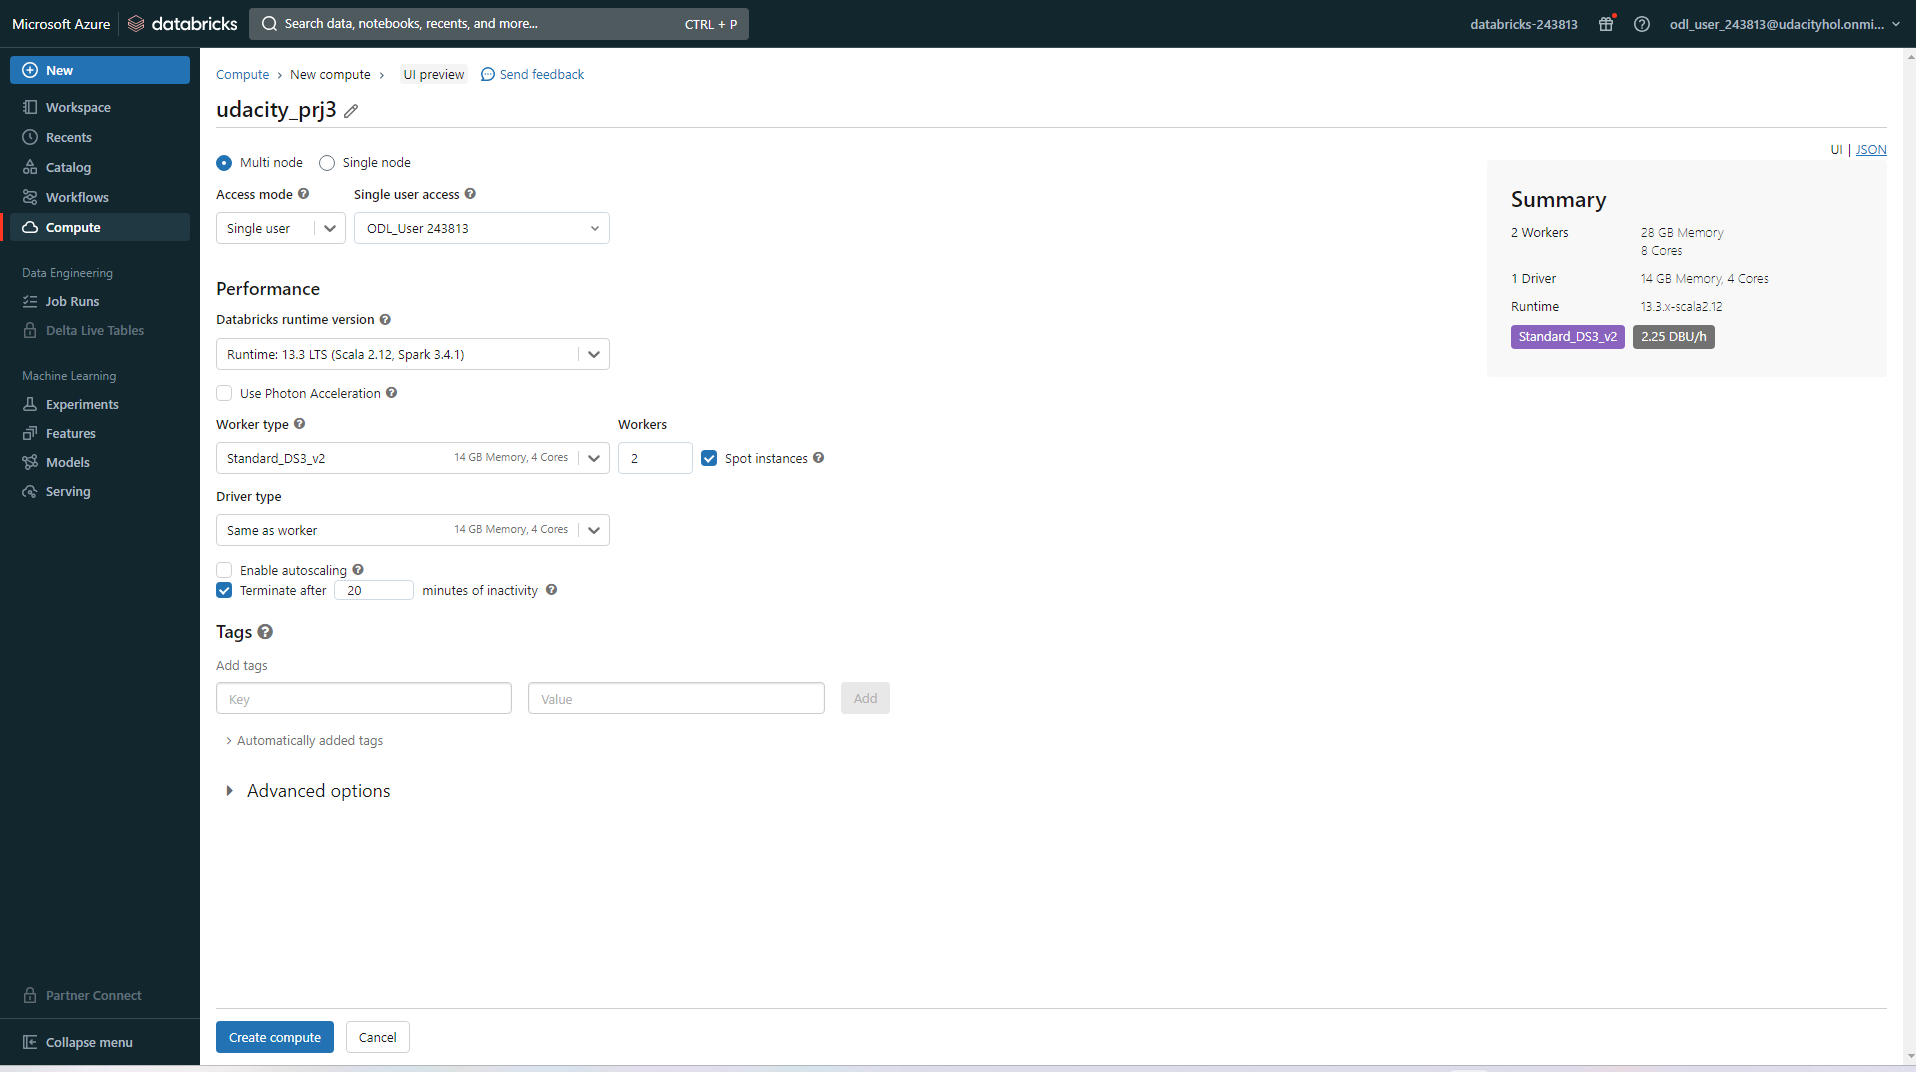 Microsoft Azure databricks Search data, notebooks, recents, and more... CTRL + P databricks-243813 odl_user_243813@udacityhol.onmi...
New
Workspace
Recents
Catalog
Workflows
Compute
Data Engineering
Job Runs
Delta Live Tables
Machine Learning
Experiments
Features
Models
Serving
Partner Connect
Collapse menu
Compute > New compute > UI preview Send feedback
udacity_prj3
UI | JSON
Multi node Single node
Access mode ? Single user access ?
Single user ODL_User 243813
Performance
Databricks runtime version ?
Runtime: 13.3 LTS (Scala 2.12, Spark 3.4.1)
Use Photon Acceleration ?
Worker type ? Workers
Standard_DS3_v2 14 GB Memory, 4 Cores 2 Spot instances ?
Driver type
Same as worker 14 GB Memory, 4 Cores
Enable autoscaling ?
Terminate after 20 minutes of inactivity ?
Tags ?
Add tags
Key Value Add
> Automatically added tags
Advanced options
Create compute Cancel
Summary
2 Workers 28 GB Memory
8 Cores
1 Driver 14 GB Memory, 4 Cores
Runtime 13.3.x-scala2.12
Standard_DS3_v2 2.25 DBU/h